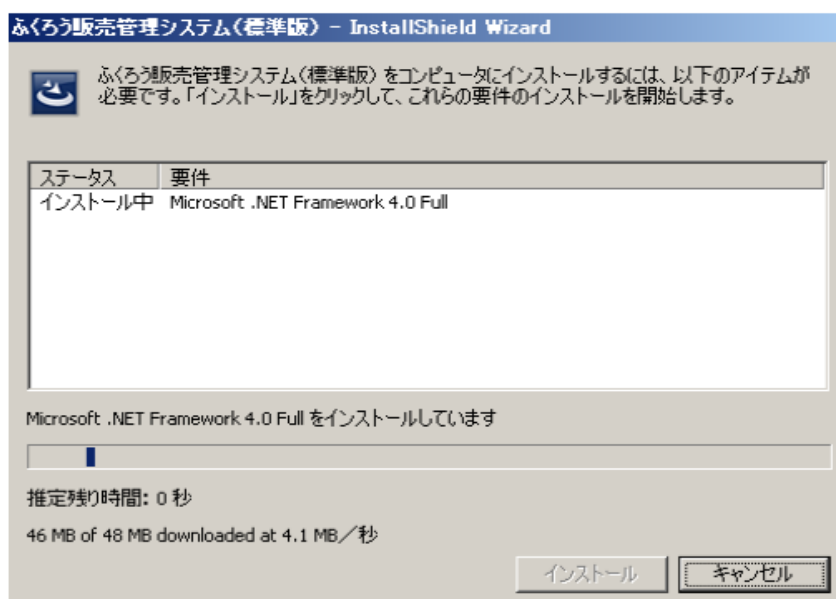 ふくろう販売管理システム(標準版) - InstallShield Wizard
ふくろう販売管理システム(標準版) をコンピュータにインストールするには、以下のアイテムが
必要です。「インストール」をクリックして、これらの要件のインストールを開始します。
ステータス 要件
インストール中 Microsoft .NET Framework 4.0 Full
Microsoft .NET Framework 4.0 Full をインストールしています
推定残り時間: 0 秒
46 MB of 48 MB downloaded at 4.1 MB/秒
インストール キャンセル